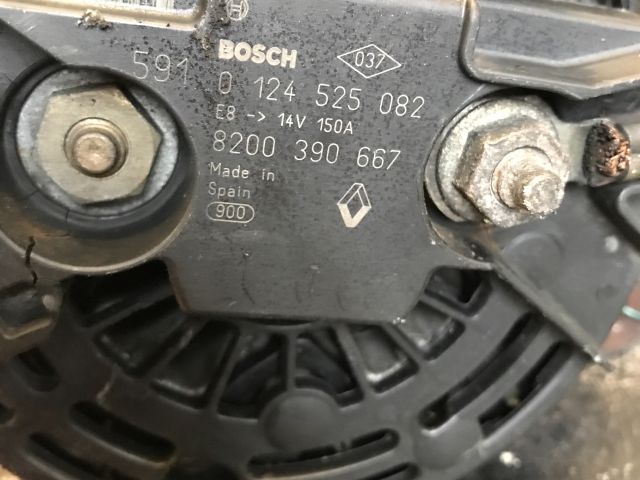 BOSCH
037
591 0 124 525 082
E8 -> 14V 150A
8200 390 667
Made in
Spain
900